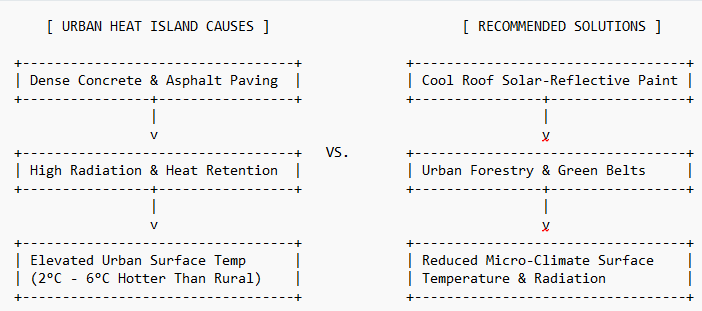 [ URBAN HEAT ISLAND CAUSES ]
Dense Concrete & Asphalt Paving
v
High Radiation & Heat Retention
v
Elevated Urban Surface Temp
(2°C - 6°C Hotter Than Rural)
VS.
[ RECOMMENDED SOLUTIONS ]
Cool Roof Solar-Reflective Paint
v
Urban Forestry & Green Belts
v
Reduced Micro-Climate Surface
Temperature & Radiation